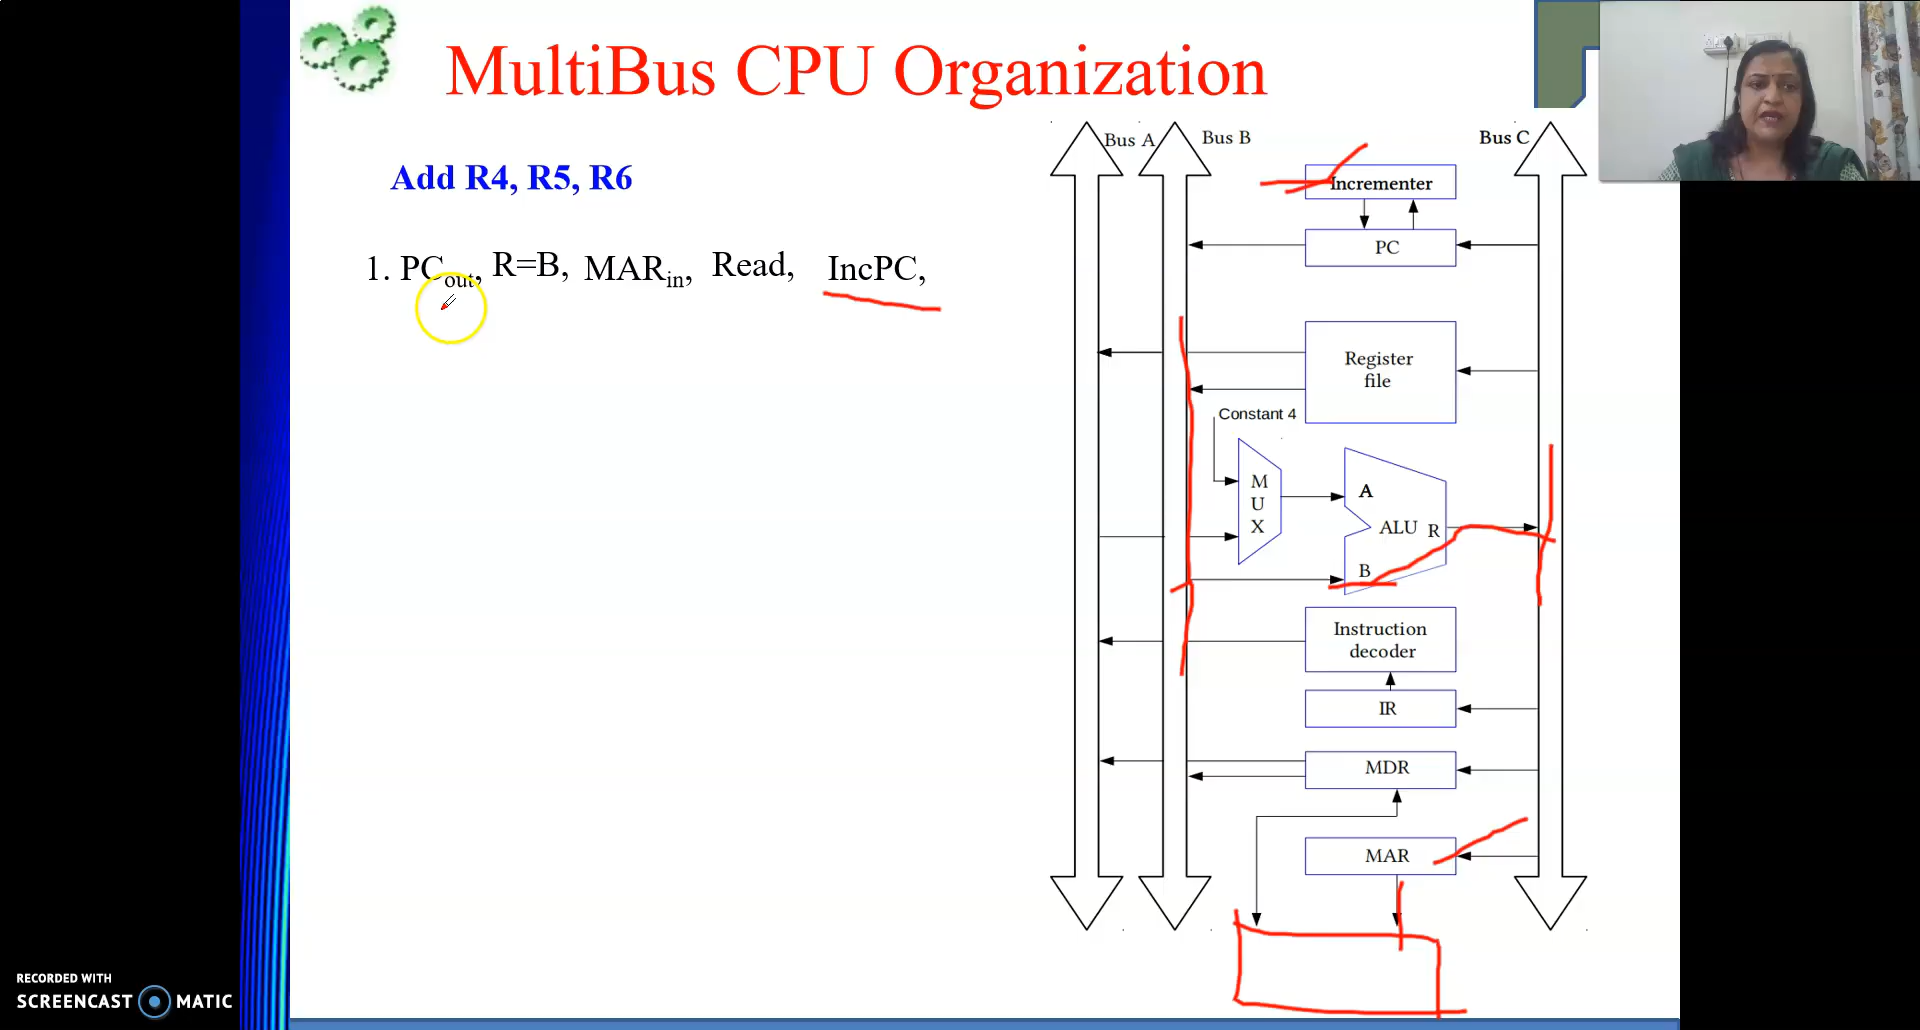 MultiBus CPU Organization
Add R4, R5, R6
1. PCout, R=B, MARin, Read, IncPC,
Bus A
Bus B
Bus C
Incrementer
PC
Register
file
Constant 4
M
U
X
A
ALU R
B
Instruction
decoder
IR
MDR
MAR
RECORDED WITH
SCREENCAST MATIC